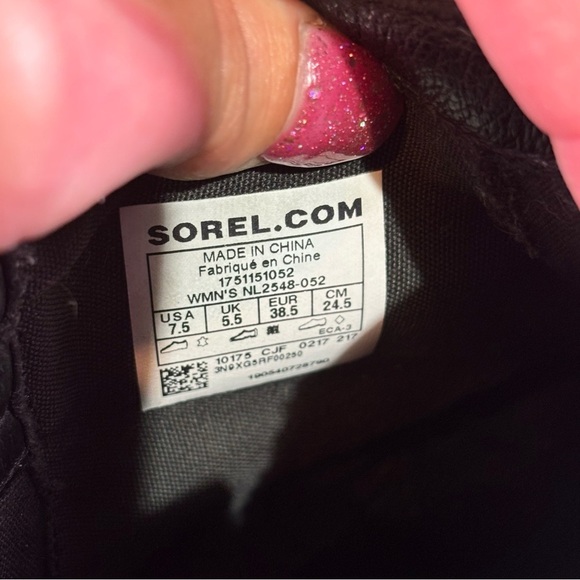 SOREL.COM
MADE IN CHINA
Fabriqué en Chine
1751151052
WMN'S NL2548-052
USA UK EUR CM
7.5 5.5 38.5 24.5
ECA-3
10175 CJF 0217 217
3N9XG5RF00250
190540728790